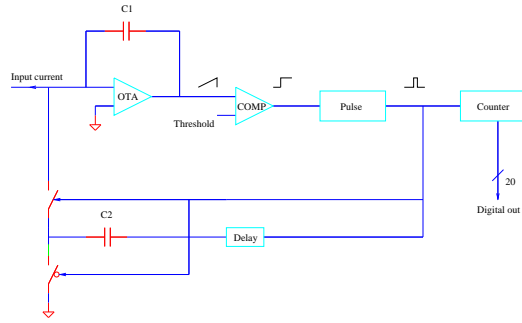 C1
Input current
OTA
COMP
Pulse
Counter
Threshold
20
Digital out
C2
Delay